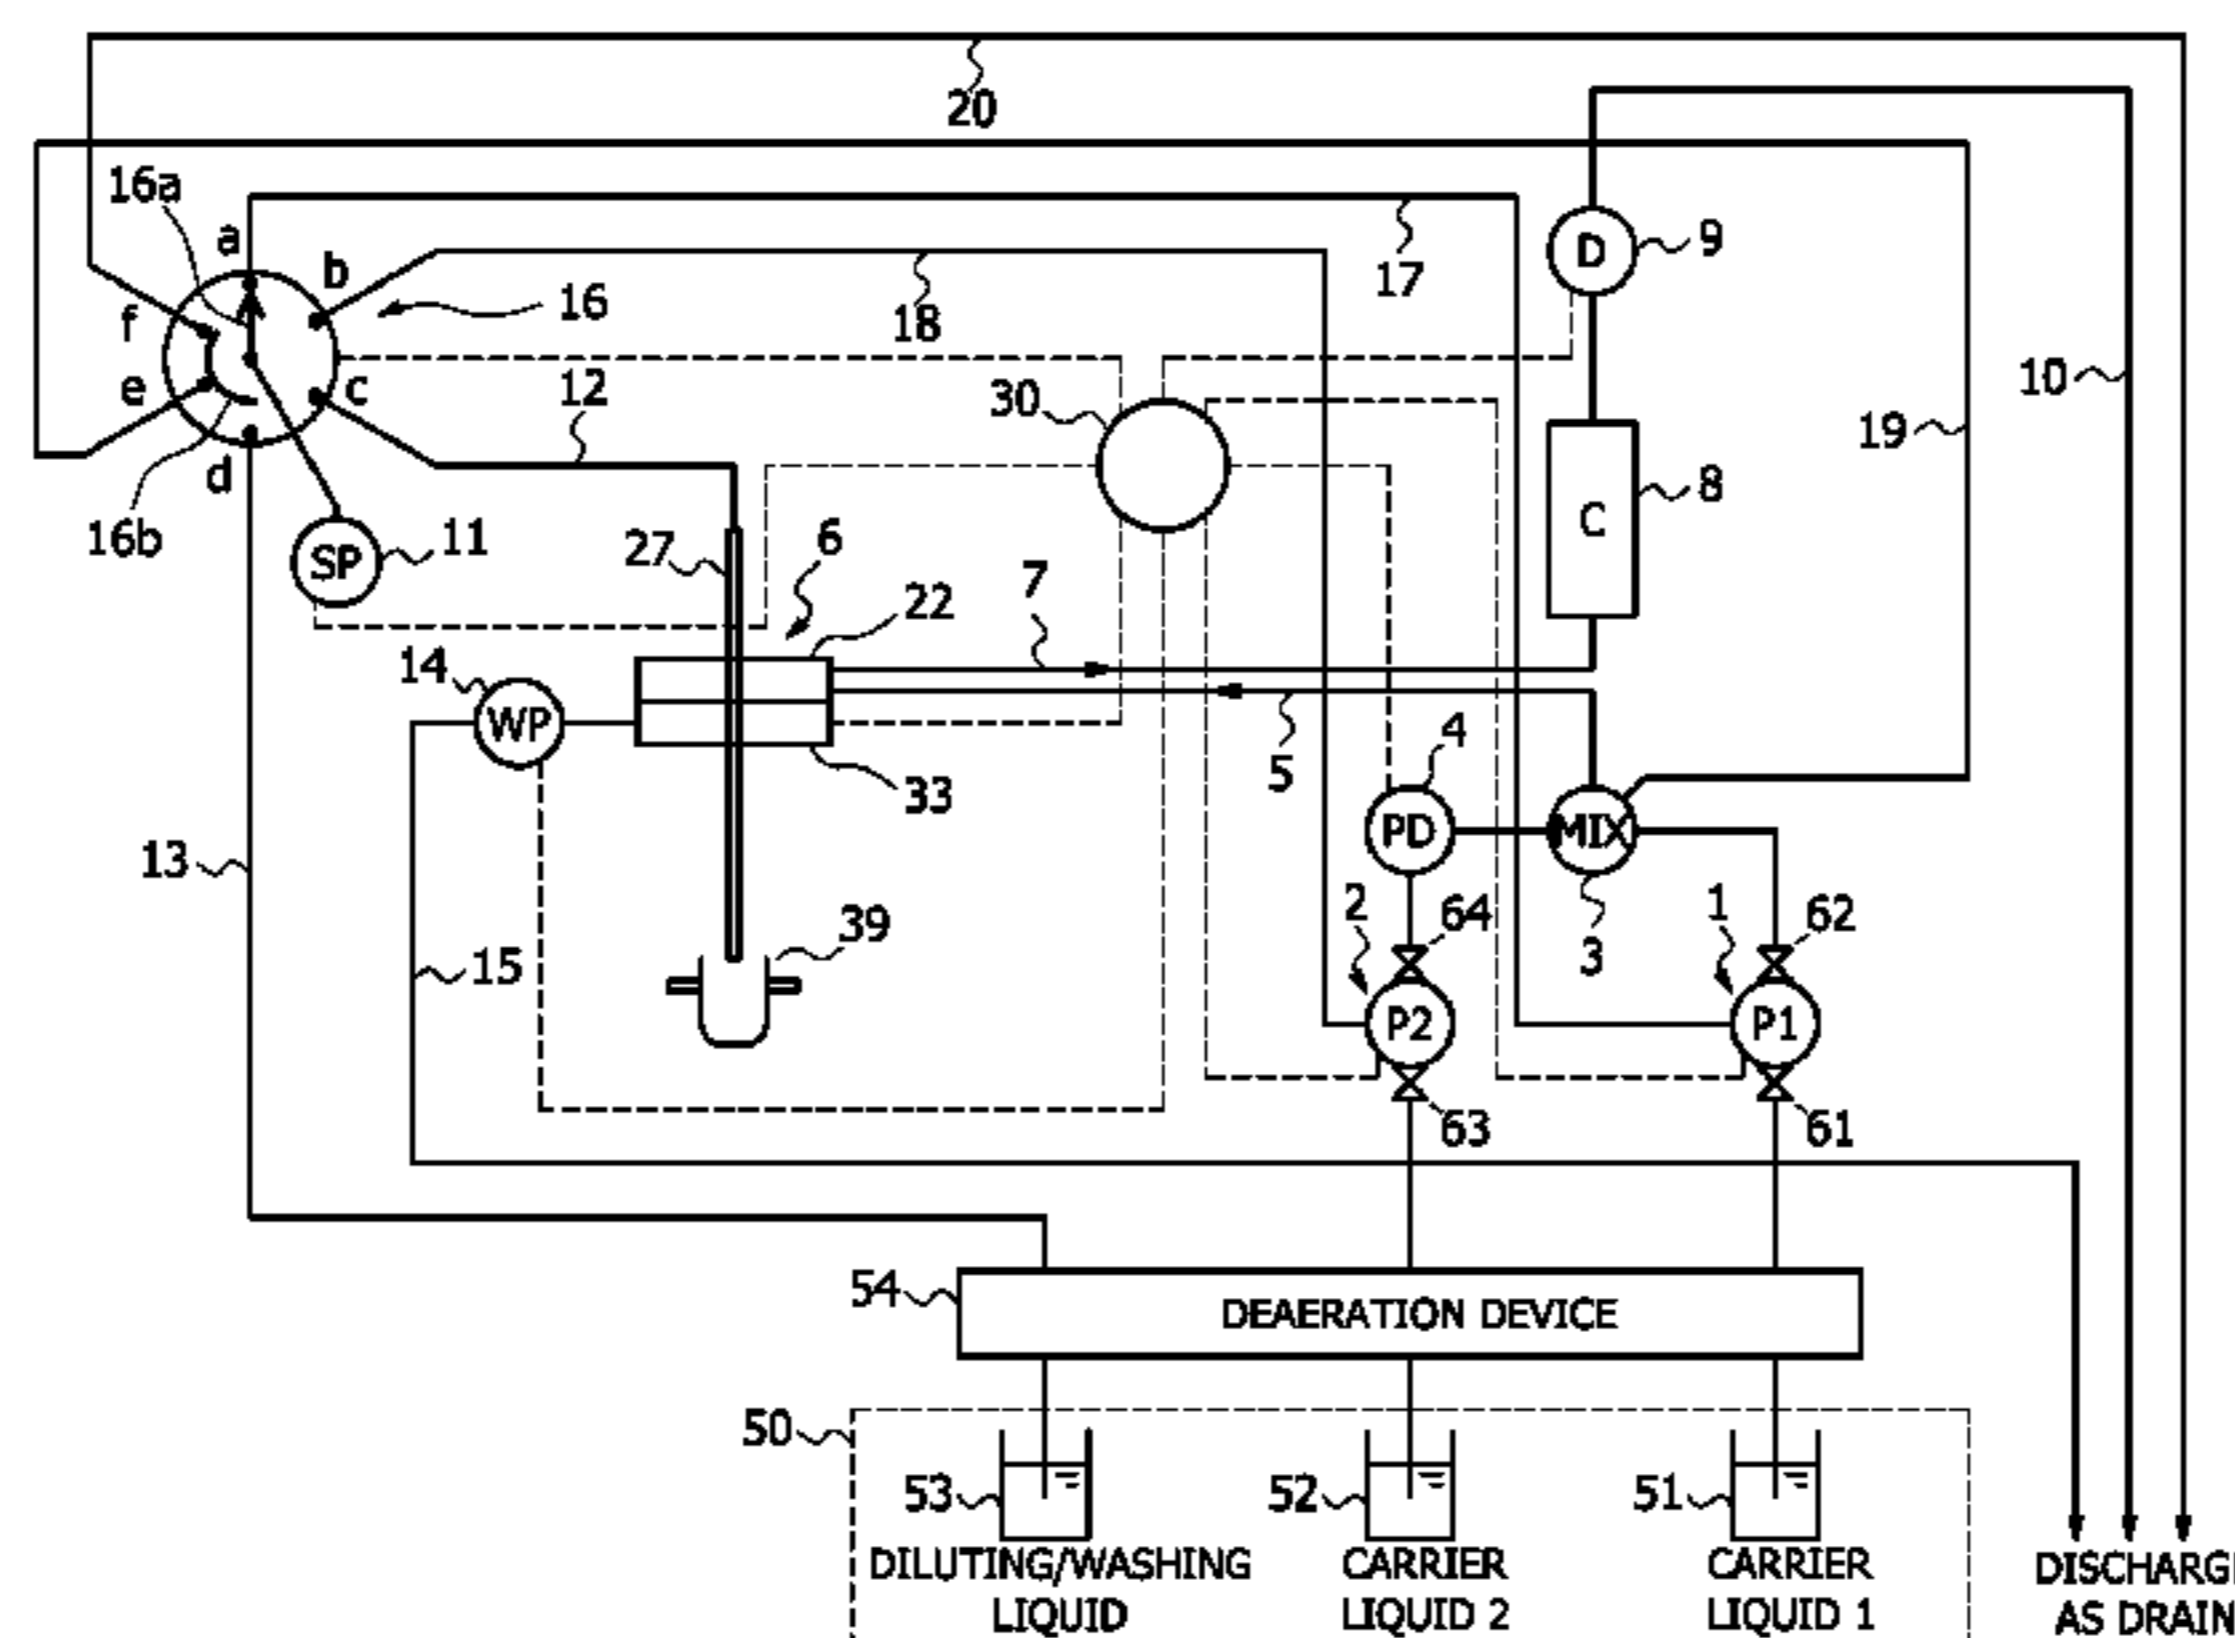 20
16a
a
b
16
f
e
c
d
16b
12
18
17
D
9
10
19
30
C
8
SP
11
27
6
22
7
14
WP
33
5
4
PD
MIX
3
13
15
39
2
64
1
62
P2
P1
63
61
54
DEAERATION DEVICE
50
53
52
51
DILUTING/WASHING
LIQUID
CARRIER
LIQUID 2
CARRIER
LIQUID 1
DISCHARGE
AS DRAIN